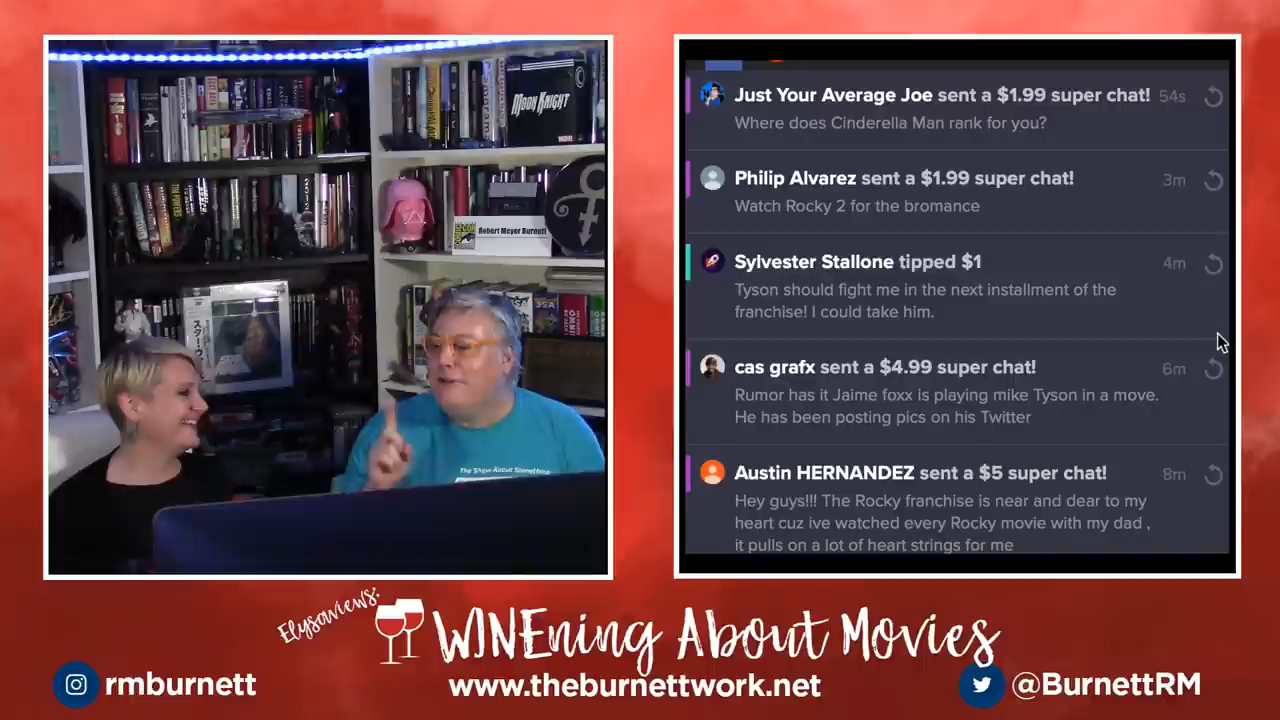 MOON KNIGHT
Robert Meyer Burnett
The Show About Something
Just Your Average Joe sent a $1.99 super chat! 54s
Where does Cinderella Man rank for you?
Philip Alvarez sent a $1.99 super chat! 3m
Watch Rocky 2 for the bromance
Sylvester Stallone tipped $1 4m
Tyson should fight me in the next installment of the
franchise! I could take him.
cas grafx sent a $4.99 super chat! 6m
Rumor has it Jaime foxx is playing mike Tyson in a move.
He has been posting pics on his Twitter
Austin HERNANDEZ sent a $5 super chat! 8m
Hey guys!!! The Rocky franchise is near and dear to my
heart cuz ive watched every Rocky movie with my dad ,
it pulls on a lot of heart strings for me
Elysaviews:
WINEning About Movies
rmburnett
www.theburnettwork.net
@BurnettRM